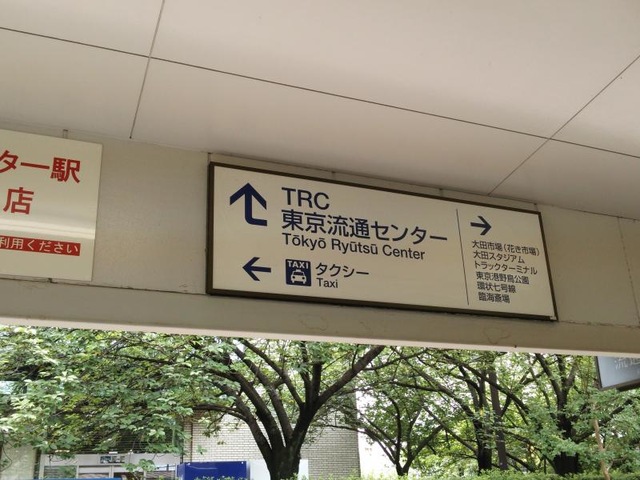 ター駅
店
利用ください
TRC
東京流通センター
Tōkyō Ryūtsū Center
TAXI
タクシー
Taxi
大田市場（花き市場）
大田スタジアム
トラックターミナル
東京港野鳥公園
環状七号線
臨海斎場